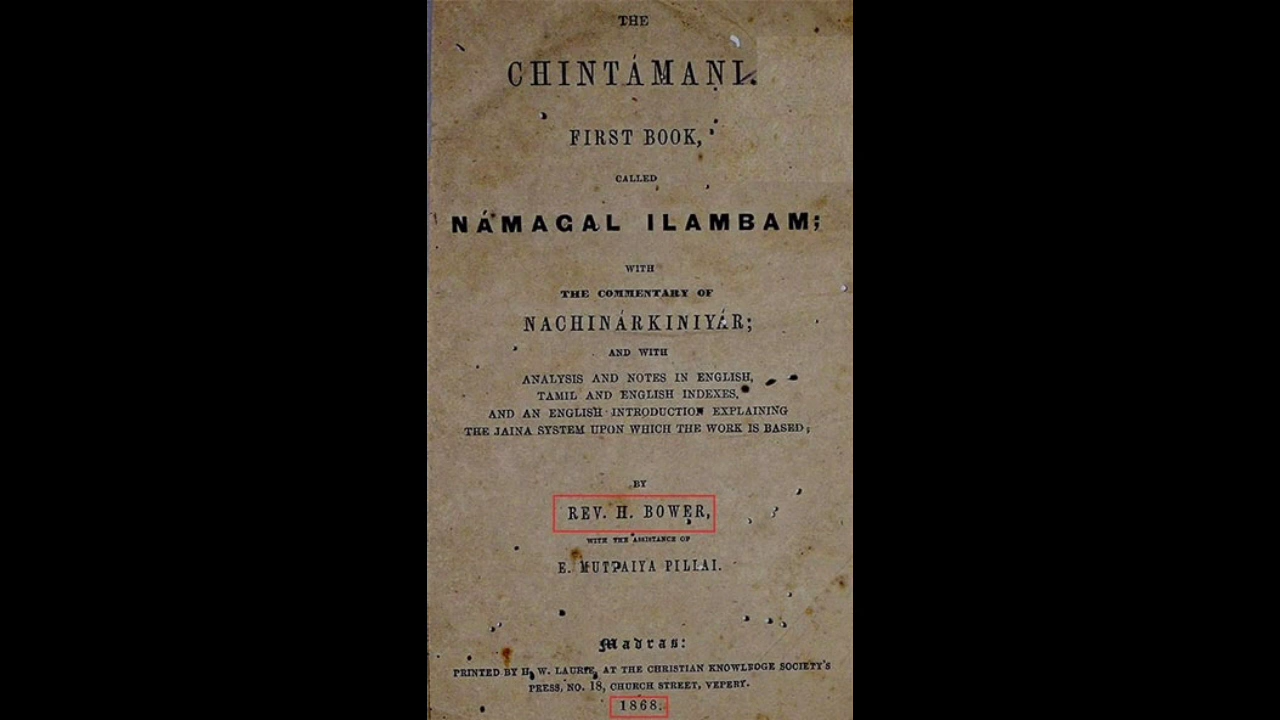 THE
CHINTÁMAṆI.
FIRST BOOK,
CALLED
NÁMAGAL ILAMBAM;
WITH
THE COMMENTARY OF
NACHINÁRKINIYÁR;
AND WITH
ANALYSIS AND NOTES IN ENGLISH,
TAMIL AND ENGLISH INDEXES,
AND AN ENGLISH INTRODUCTION EXPLAINING
THE JAINA SYSTEM UPON WHICH THE WORK IS BASED;
BY
REV. H. BOWER,
WITH THE ASSISTANCE OF
E. MUTTAIYA PILLAI.
Madras:
PRINTED BY H. W. LAURIE, AT THE CHRISTIAN KNOWLEDGE SOCIETY'S
PRESS, NO. 18, CHURCH STREET, VEPERY.
1868.